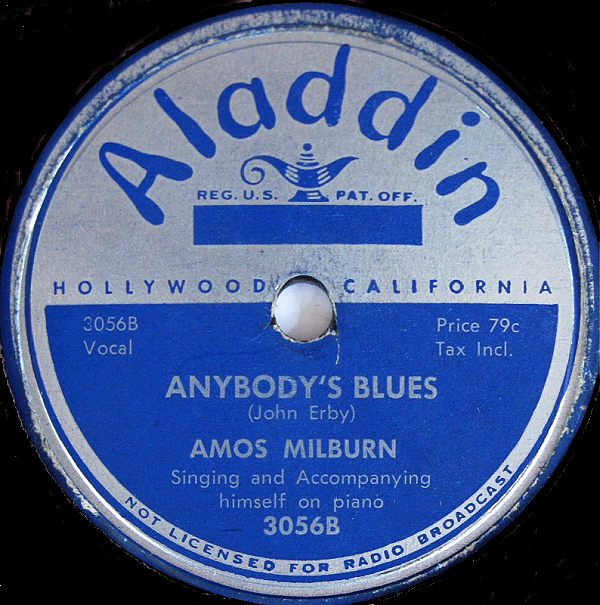 Aladdin
REG. U.S. PAT. OFF.
HOLLYWOOD CALIFORNIA
3056B
Vocal
Price 79c
Tax Incl.
ANYBODY'S BLUES
(John Erby)
AMOS MILBURN
Singing and Accompanying
himself on piano
3056B
NOT LICENSED FOR RADIO BROADCAST